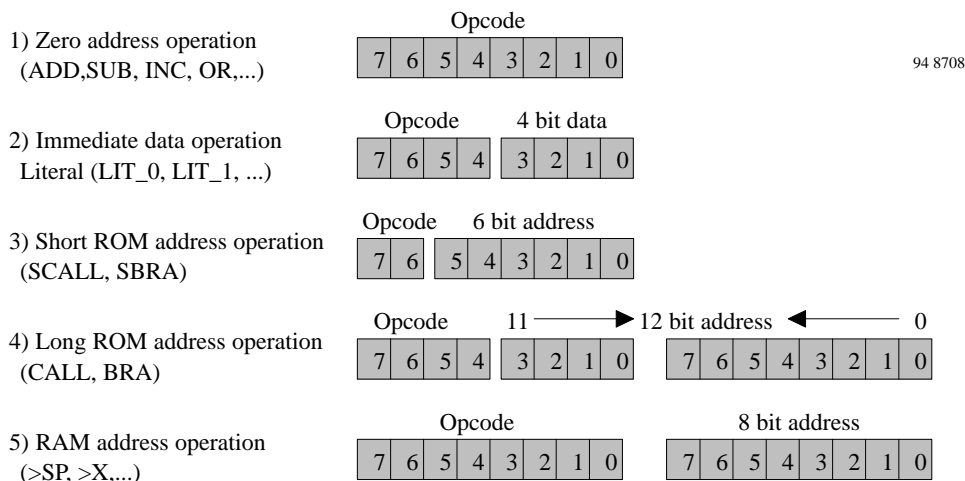 Opcode
1) Zero address operation
(ADD,SUB, INC, OR,...)
7 6 5 4 3 2 1 0
94 8708
Opcode 4 bit data
2) Immediate data operation
Literal (LIT_0, LIT_1, ...)
7 6 5 4 3 2 1 0
Opcode 6 bit address
3) Short ROM address operation
(SCALL, SBRA)
7 6 5 4 3 2 1 0
Opcode 11 12 bit address 0
4) Long ROM address operation
(CALL, BRA)
7 6 5 4 3 2 1 0 7 6 5 4 3 2 1 0
Opcode 8 bit address
5) RAM address operation
(>SP, >X,...)
7 6 5 4 3 2 1 0 7 6 5 4 3 2 1 0